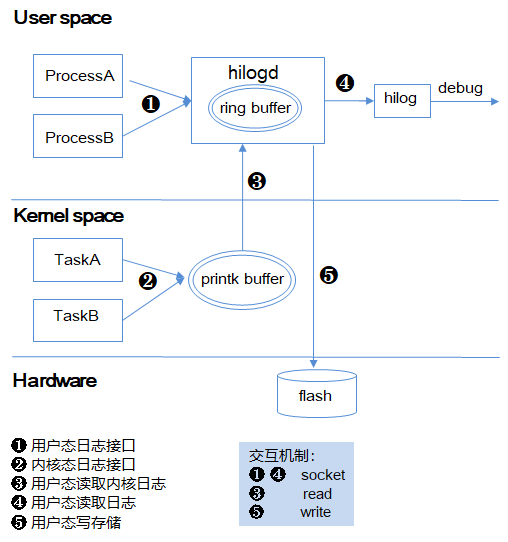 User space
ProcessA
ProcessB
❶
hilogd
ring buffer
❹
hilog
debug
❸
Kernel space
TaskA
TaskB
❷
printk buffer
❺
Hardware
flash
❶ 用户态日志接口
❷ 内核态日志接口
❸ 用户态读取内核日志
❹ 用户态读取日志
❺ 用户态写存储
交互机制：
❶ ❹ socket
❸ read
❺ write